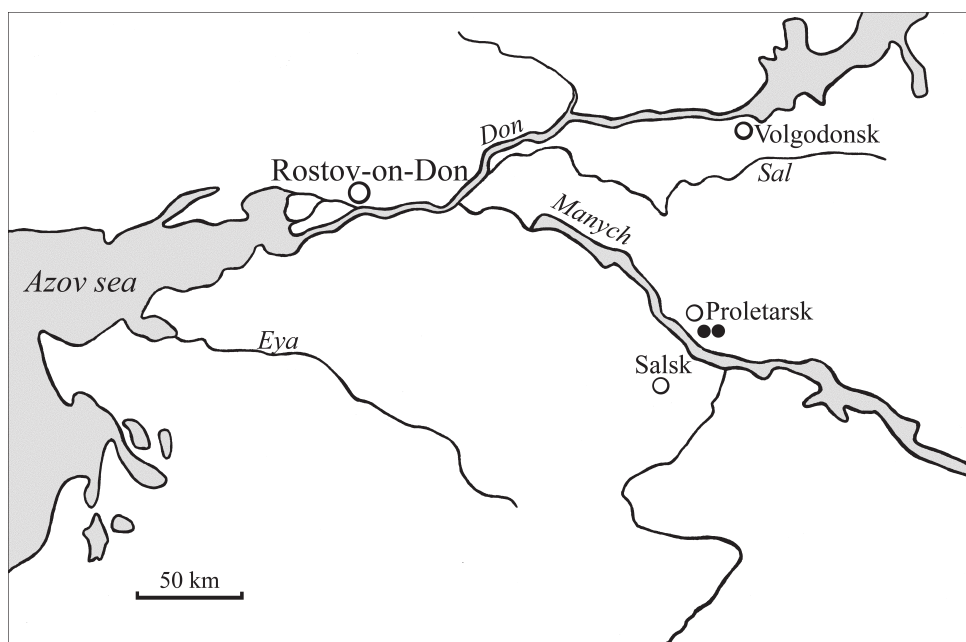 Don
Volgodonsk
Rostov-on-Don
Sal
Manych
Azov sea
Proletarsk
Eya
Salsk
50 km